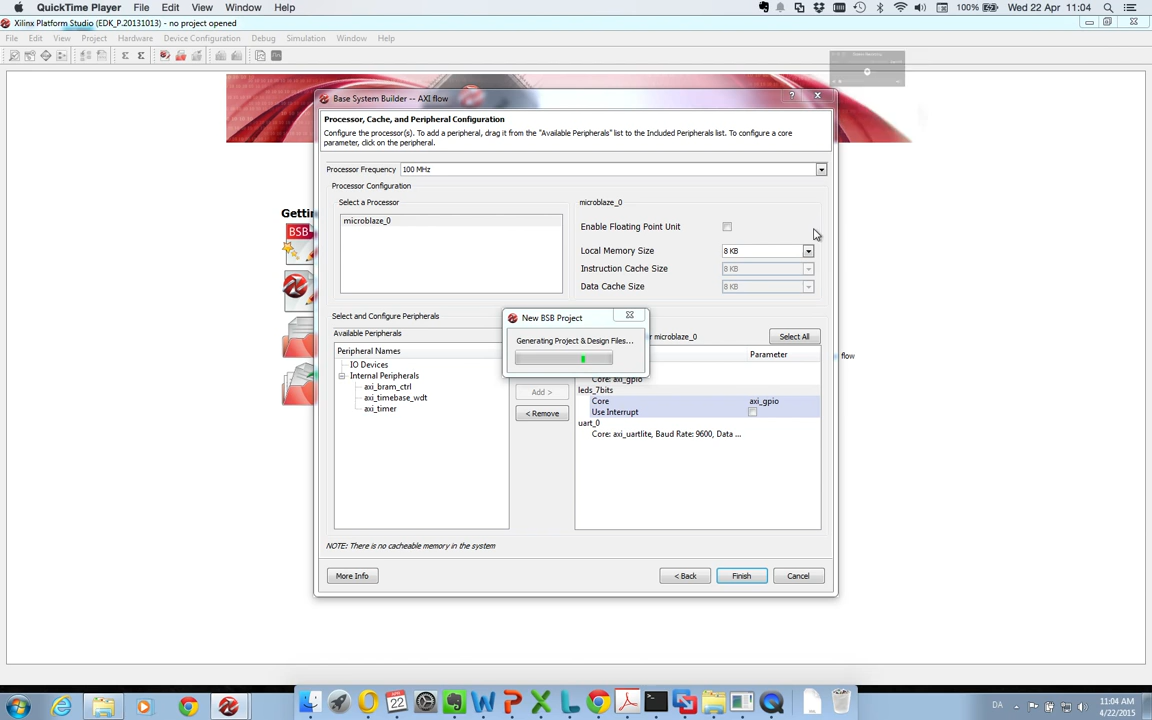 QuickTime Player File Edit View Window Help 100% Wed 22 Apr 11:04
Xilinx Platform Studio (EDK_P.20131013) - no project opened
File Edit View Project Hardware Device Configuration Debug Simulation Window Help
Base System Builder -- AXI flow
Processor, Cache, and Peripheral Configuration
Configure the processor(s). To add a peripheral, drag it from the "Available Peripherals" list to the Included Peripherals list. To configure a core
parameter, click on the peripheral.
Processor Frequency 100 MHz
Processor Configuration
Select a Processor
microblaze_0
microblaze_0
Enable Floating Point Unit
Local Memory Size 8 KB
Instruction Cache Size 8 KB
Data Cache Size 8 KB
Getti
BSB
Select and Configure Peripherals
Available Peripherals
Peripheral Names
IO Devices
Internal Peripherals
axi_bram_ctrl
axi_timebase_wdt
axi_timer
New BSB Project
Generating Project & Design Files...
Add >
< Remove
r microblaze_0
Select All
Parameter
flow
Core: axi_gpio
leds_7bits
Core axi_gpio
Use Interrupt
uart_0
Core: axi_uartlite, Baud Rate: 9600, Data ...
NOTE: There is no cacheable memory in the system
More Info
< Back
Finish
Cancel
DA
11:04 AM
4/22/2015